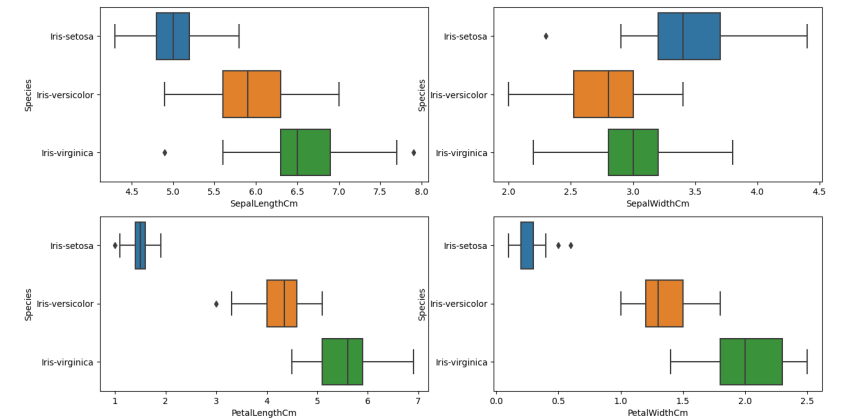 Iris-setosa
Iris-versicolor
Iris-virginica
Species
4.5 5.0 5.5 6.0 6.5 7.0 7.5 8.0
SepalLengthCm
Iris-setosa
Iris-versicolor
Iris-virginica
Species
2.0 2.5 3.0 3.5 4.0 4.5
SepalWidthCm
Iris-setosa
Iris-versicolor
Iris-virginica
Species
1 2 3 4 5 6 7
PetalLengthCm
Iris-setosa
Iris-versicolor
Iris-virginica
Species
0.0 0.5 1.0 1.5 2.0 2.5
PetalWidthCm